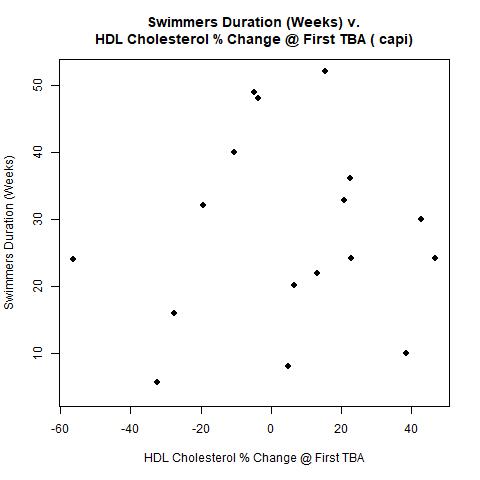 Swimmers Duration (Weeks) v.
HDL Cholesterol % Change @ First TBA ( capi)
Swimmers Duration (Weeks)
50
40
30
20
10
-60 -40 -20 0 20 40
HDL Cholesterol % Change @ First TBA